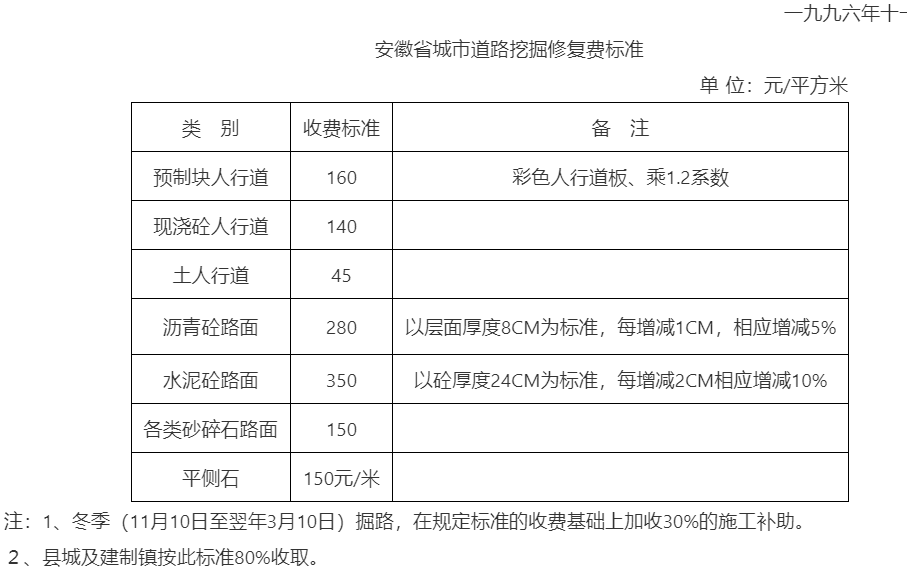 一九九六年十一
安徽省城市道路挖掘修复费标准
单 位：元/平方米
类 别 收费标准 备 注
预制块人行道 160 彩色人行道板、乘1.2系数
现浇砼人行道 140
土人行道 45
沥青砼路面 280 以层面厚度8CM为标准，每增减1CM，相应增减5%
水泥砼路面 350 以砼厚度24CM为标准，每增减2CM相应增减10%
各类砂碎石路面 150
平侧石 150元/米
注：1、冬季（11月10日至翌年3月10日）掘路，在规定标准的收费基础上加收30%的施工补助。
2、县城及建制镇按此标准80%收取。